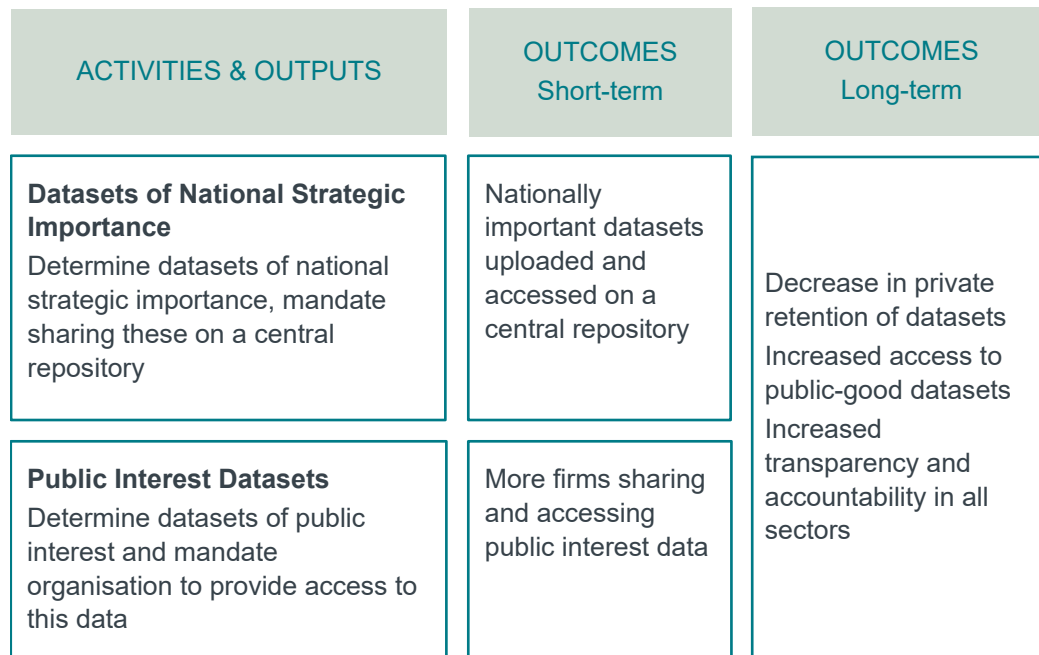 ACTIVITIES & OUTPUTS
OUTCOMES
Short-term
OUTCOMES
Long-term
Datasets of National Strategic
Importance
Determine datasets of national
strategic importance, mandate
sharing these on a central
repository
Nationally
important datasets
uploaded and
accessed on a
central repository
Decrease in private
retention of datasets
Increased access to
public-good datasets
Increased
transparency and
accountability in all
sectors
Public Interest Datasets
Determine datasets of public
interest and mandate
organisation to provide access to
this data
More firms sharing
and accessing
public interest data